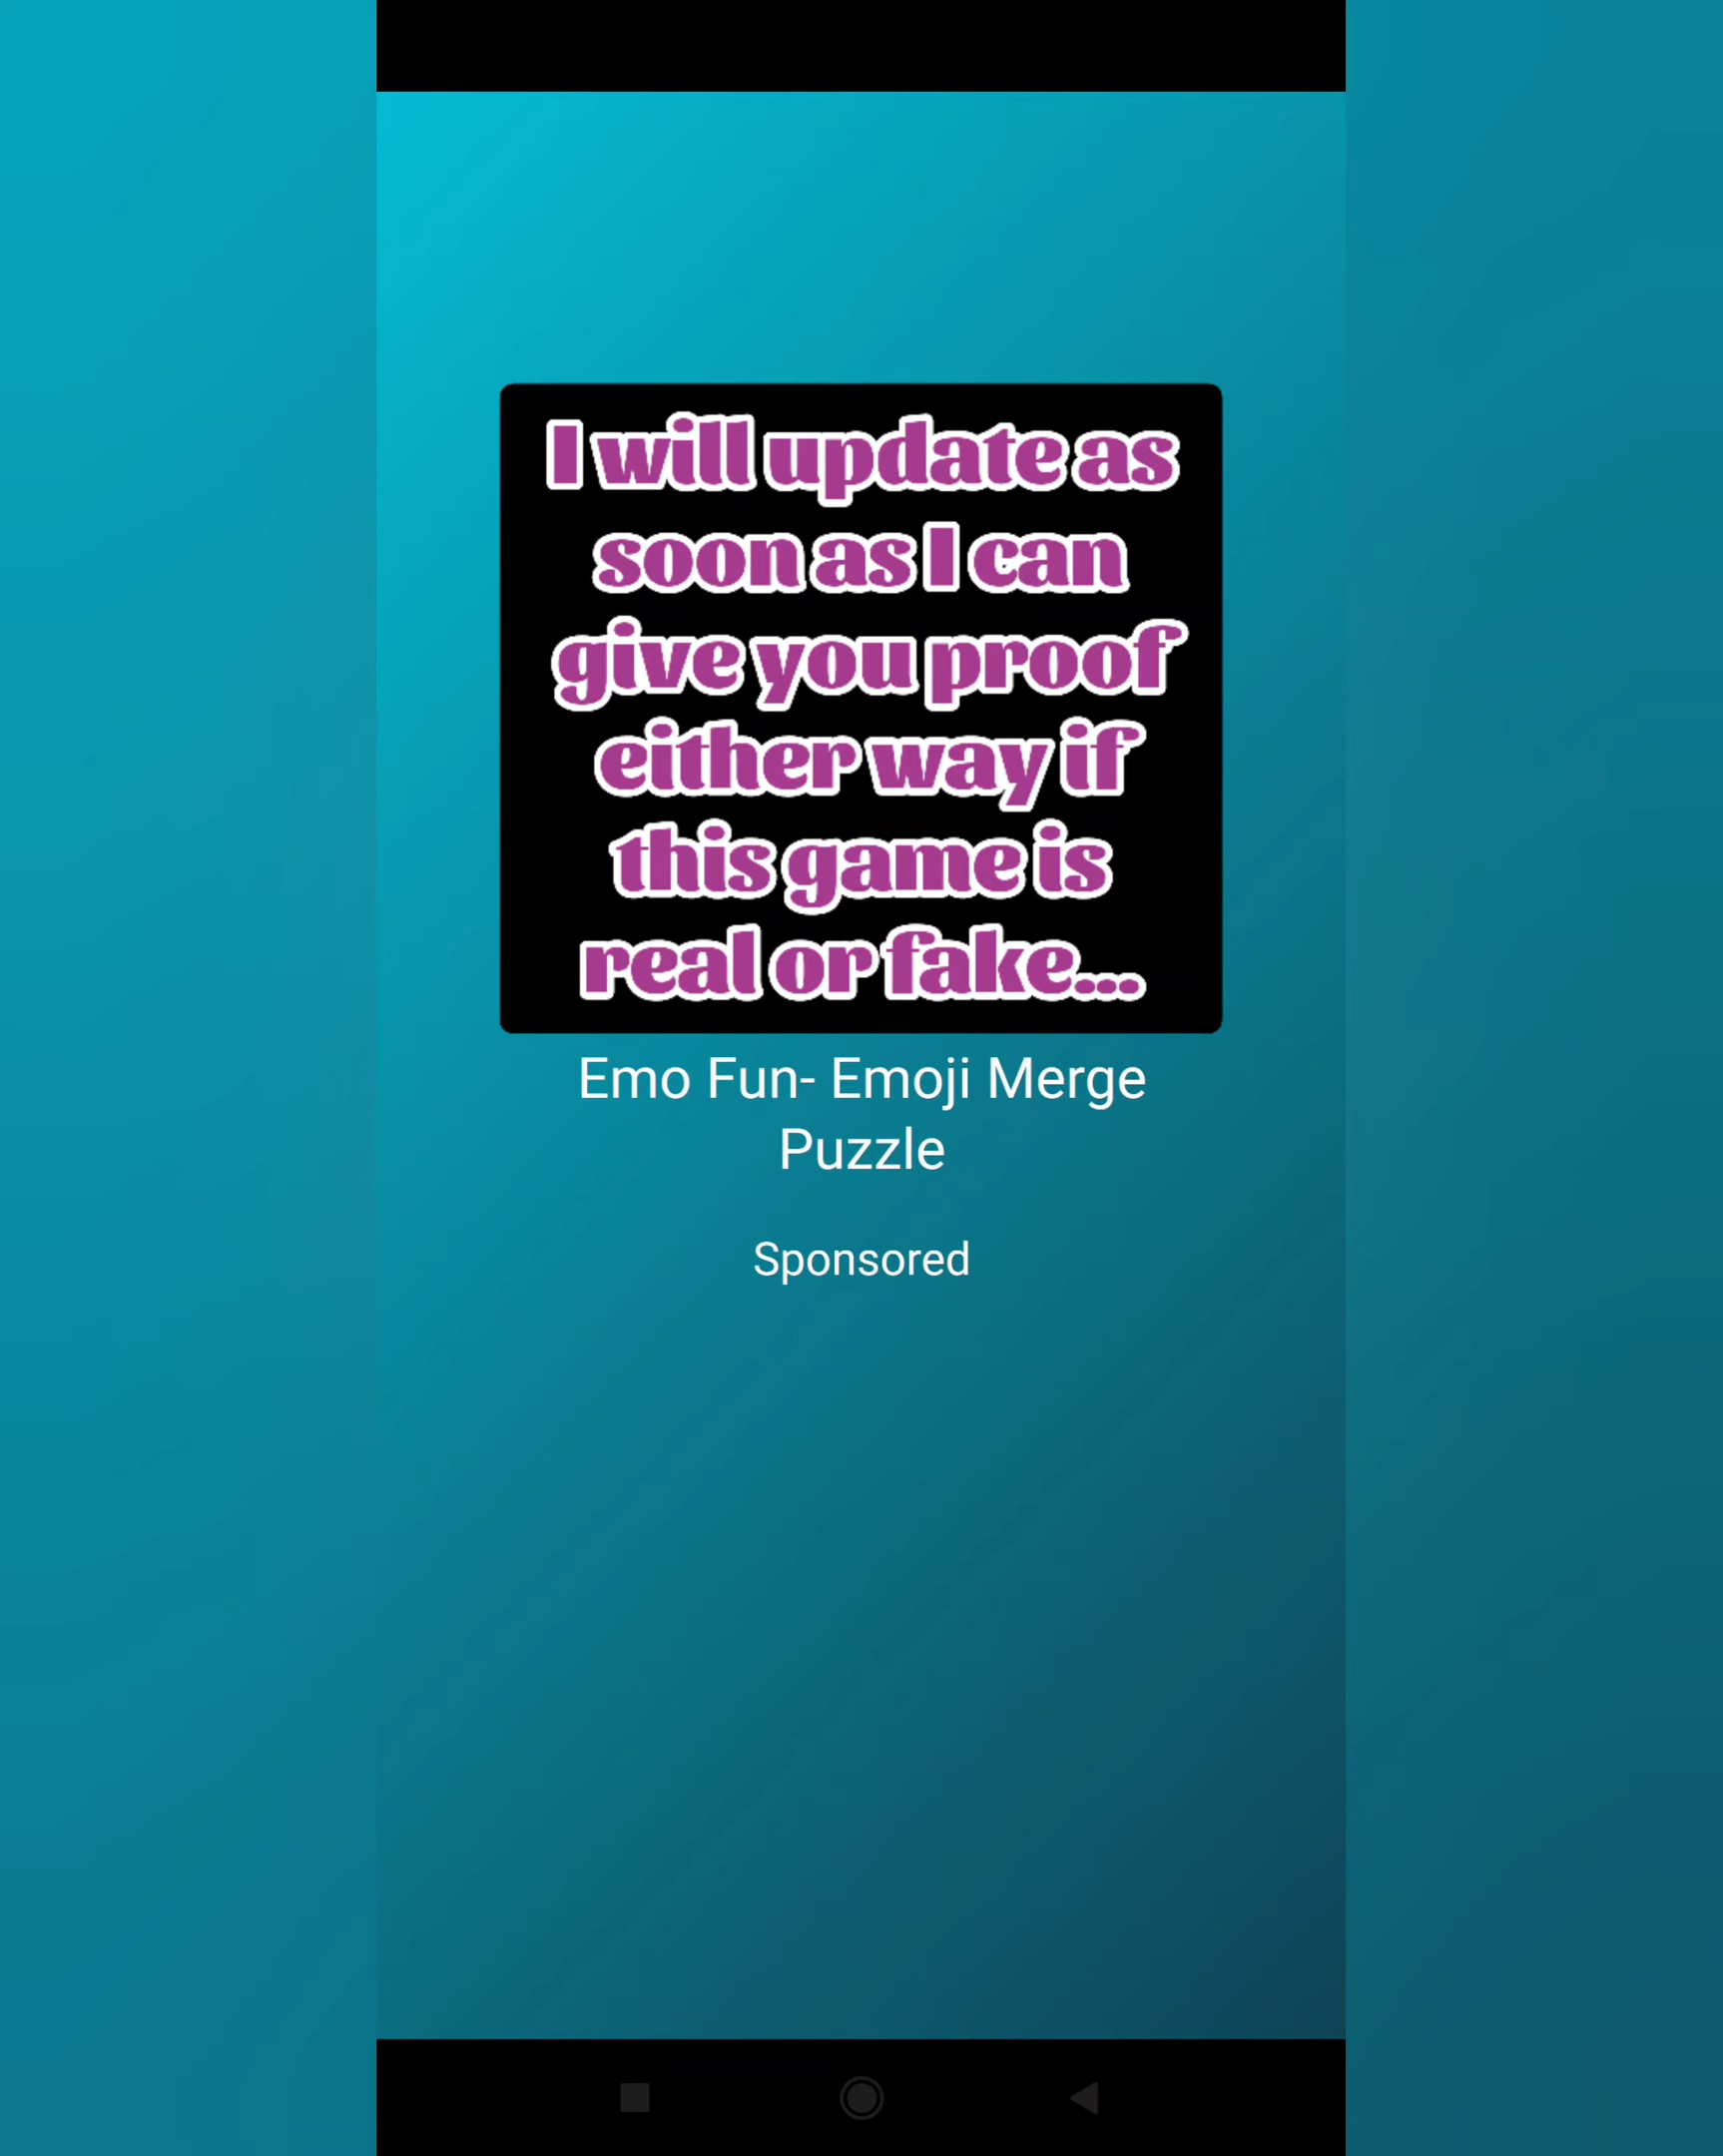 I will update as
soon as I can
give you proof
either way if
this game is
real or fake...
Emo Fun- Emoji Merge
Puzzle
Sponsored